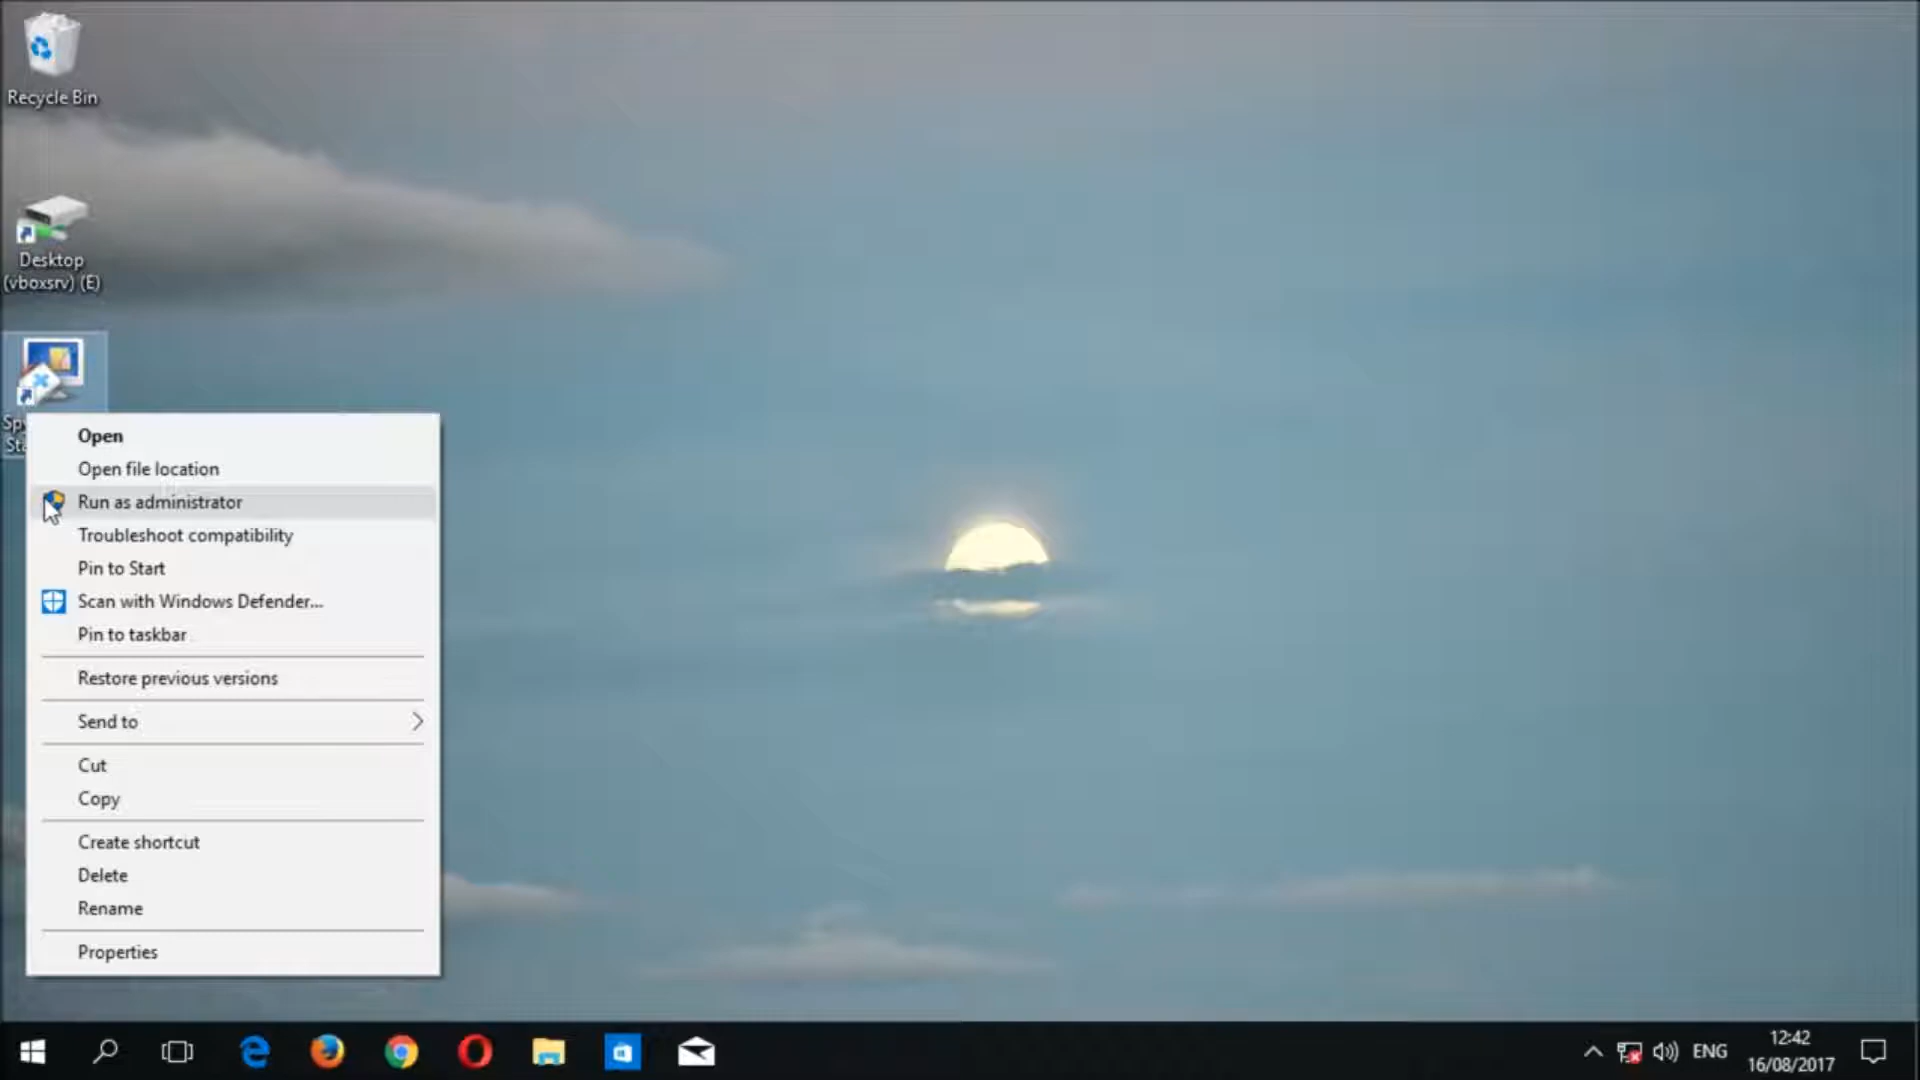 Recycle Bin
Desktop
(vboxsrv) (E)
Open
Open file location
Run as administrator
Troubleshoot compatibility
Pin to Start
Scan with Windows Defender...
Pin to taskbar
Restore previous versions
Send to
Cut
Copy
Create shortcut
Delete
Rename
Properties
ENG
12:42
16/08/2017